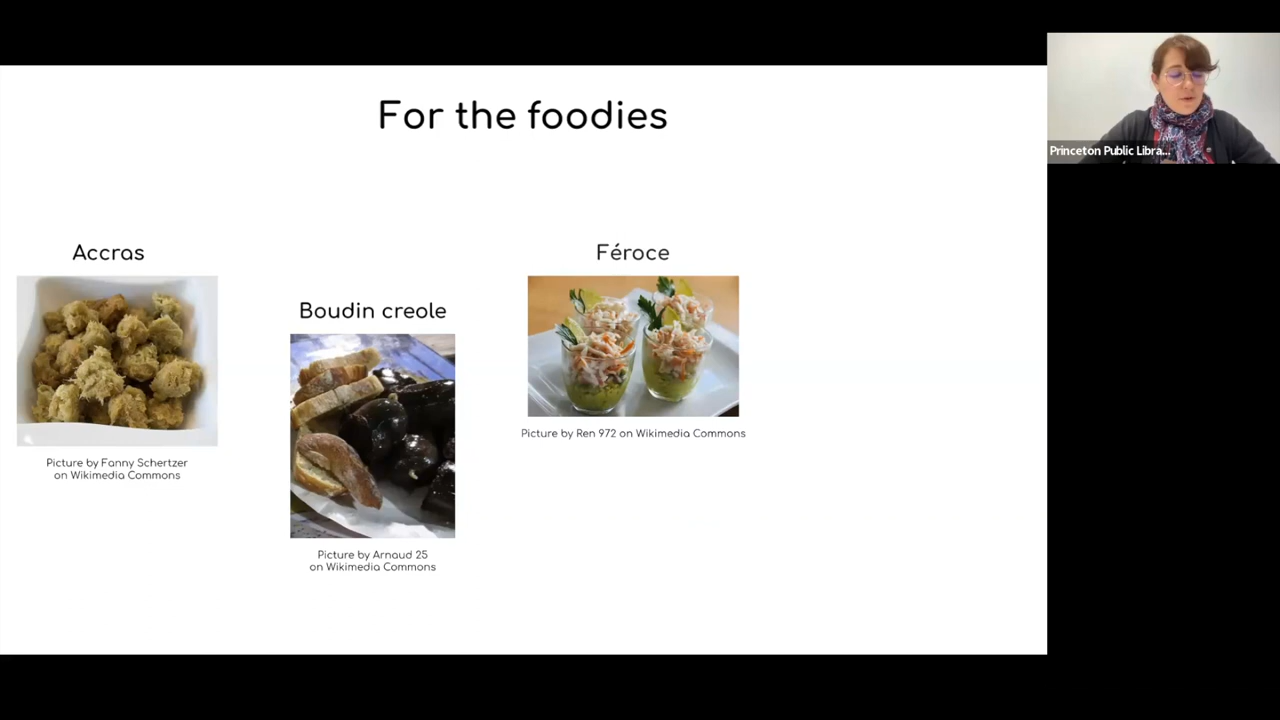 For the foodies
Accras
Picture by Fanny Schertzer
on Wikimedia Commons
Boudin creole
Picture by Arnaud 25
on Wikimedia Commons
Féroce
Picture by Ren 972 on Wikimedia Commons
Princeton Public Libra...